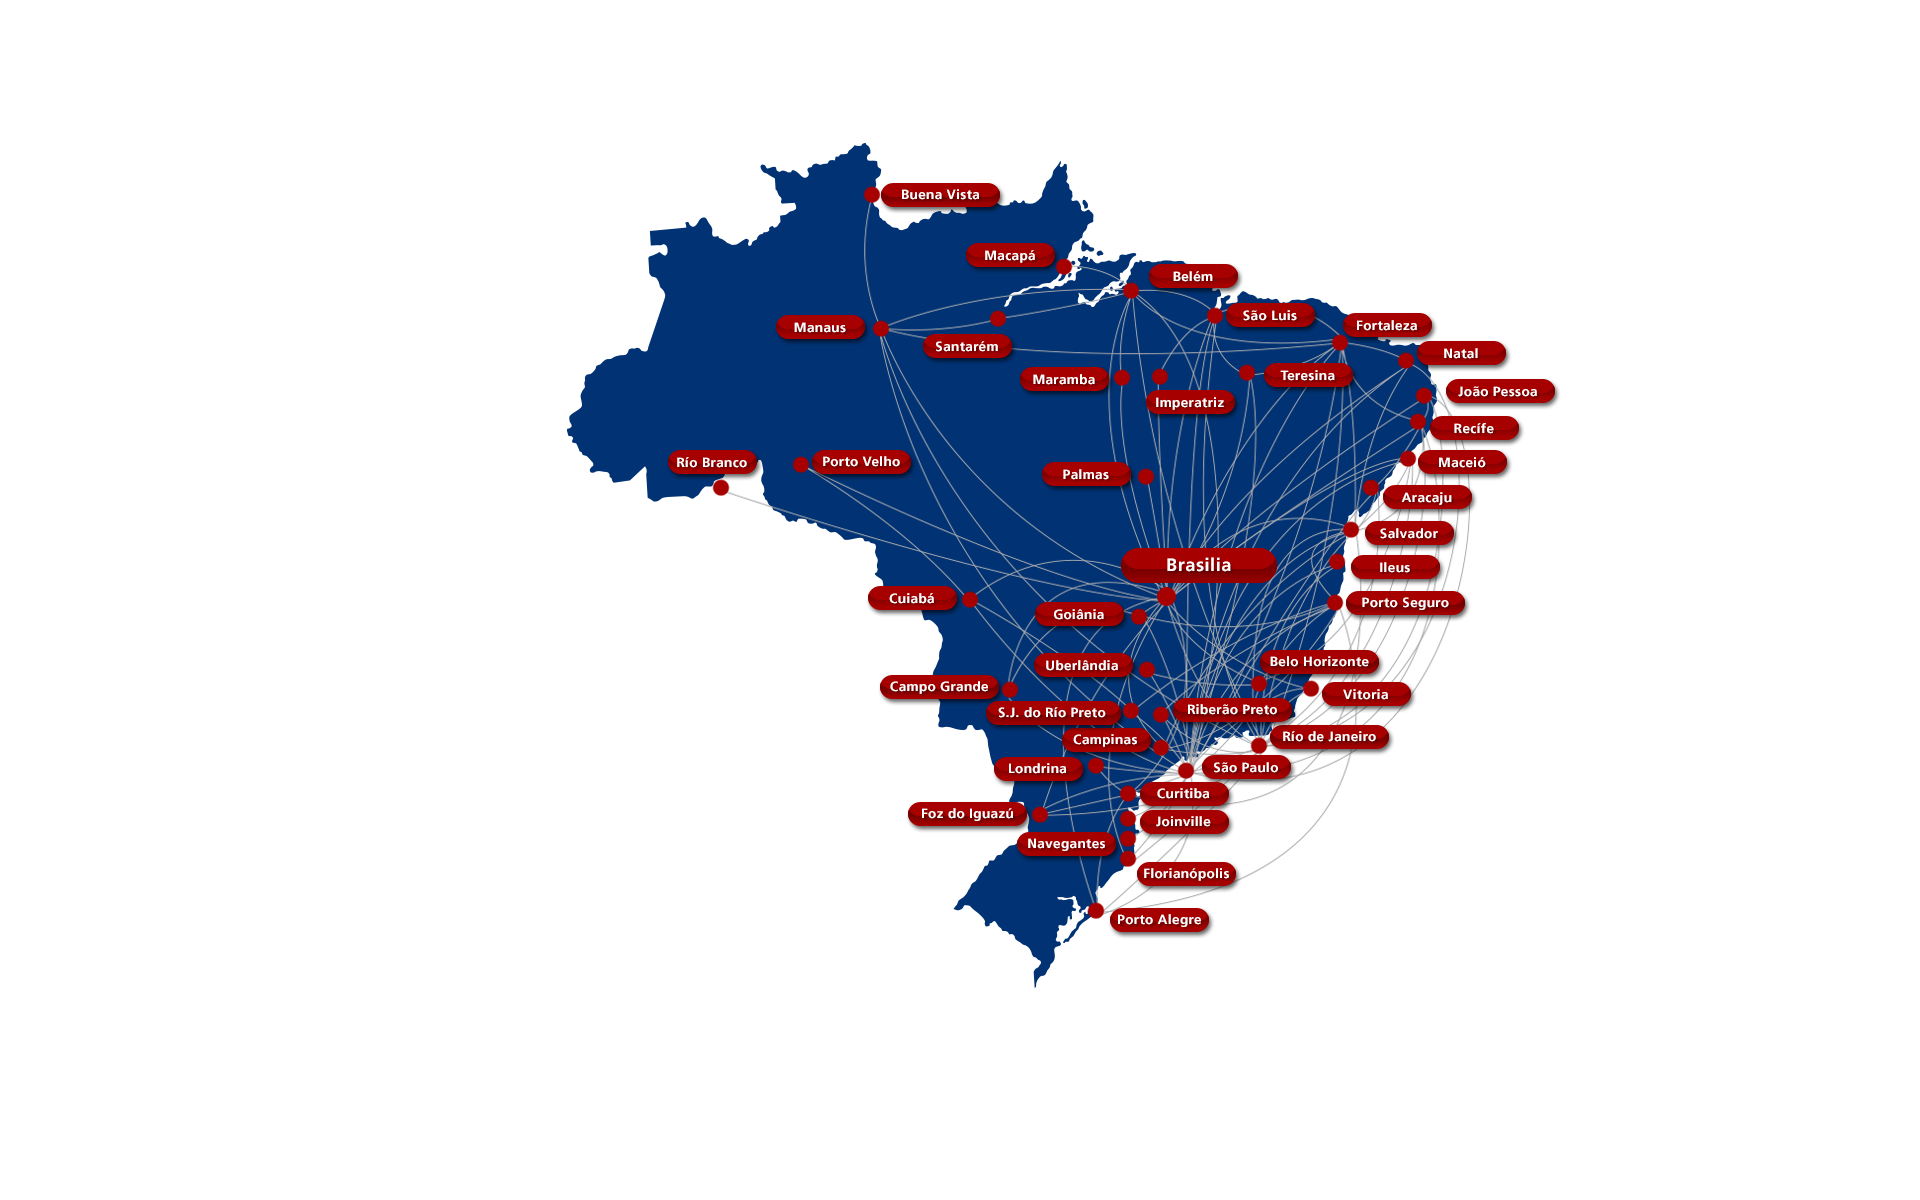 Buena Vista
Macapá
Belém
São Luis
Manaus
Fortaleza
Santarém
Natal
Maramba
Teresina
João Pessoa
Imperatriz
Recífe
Río Branco
Porto Velho
Maceió
Palmas
Aracaju
Salvador
Brasilia
Ileus
Cuiabá
Porto Seguro
Goiânia
Belo Horizonte
Uberlândia
Campo Grande
Vitoria
S.J. do Río Preto
Riberão Preto
Río de Janeiro
Campinas
Londrina
São Paulo
Curitiba
Foz do Iguazú
Joinville
Navegantes
Florianópolis
Porto Alegre